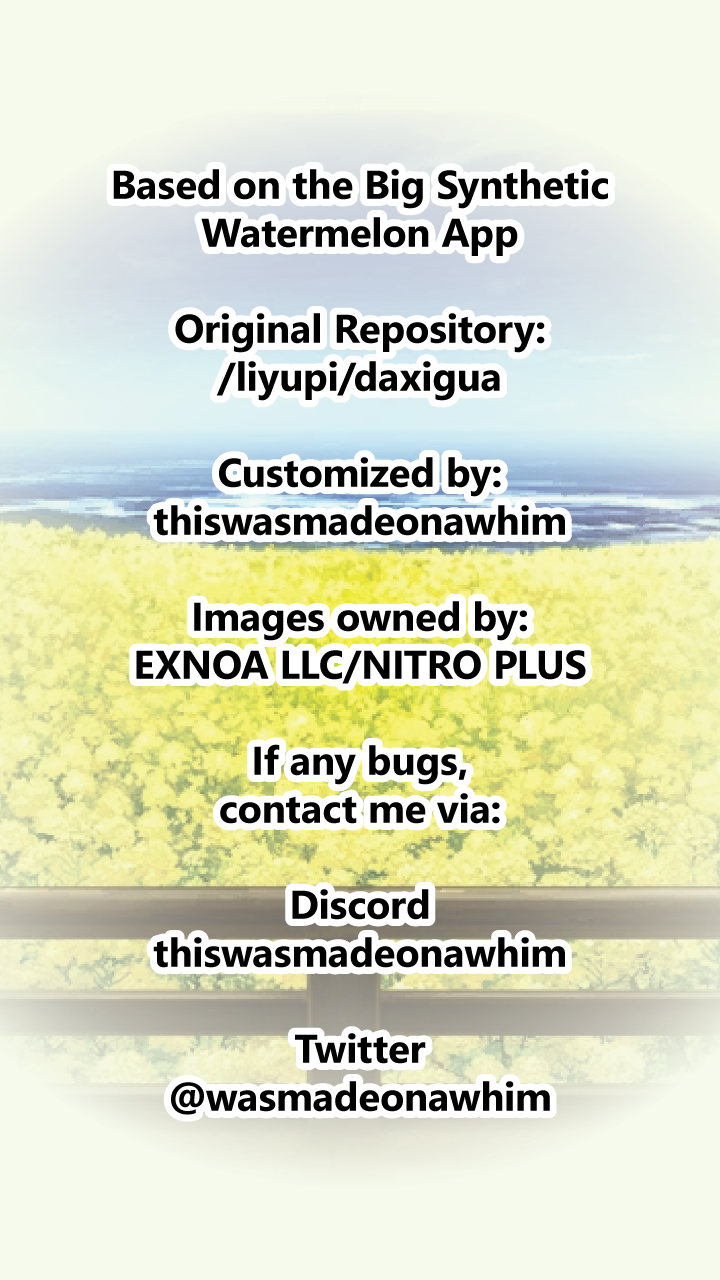 Based on the Big Synthetic
Watermelon App
Original Repository:
/liyupi/daxigua
Customized by:
thiswasmadeonawhim
Images owned by:
EXNOA LLC/NITRO PLUS
If any bugs,
contact me via:
Discord
thiswasmadeonawhim
Twitter
@wasmadeonawhim